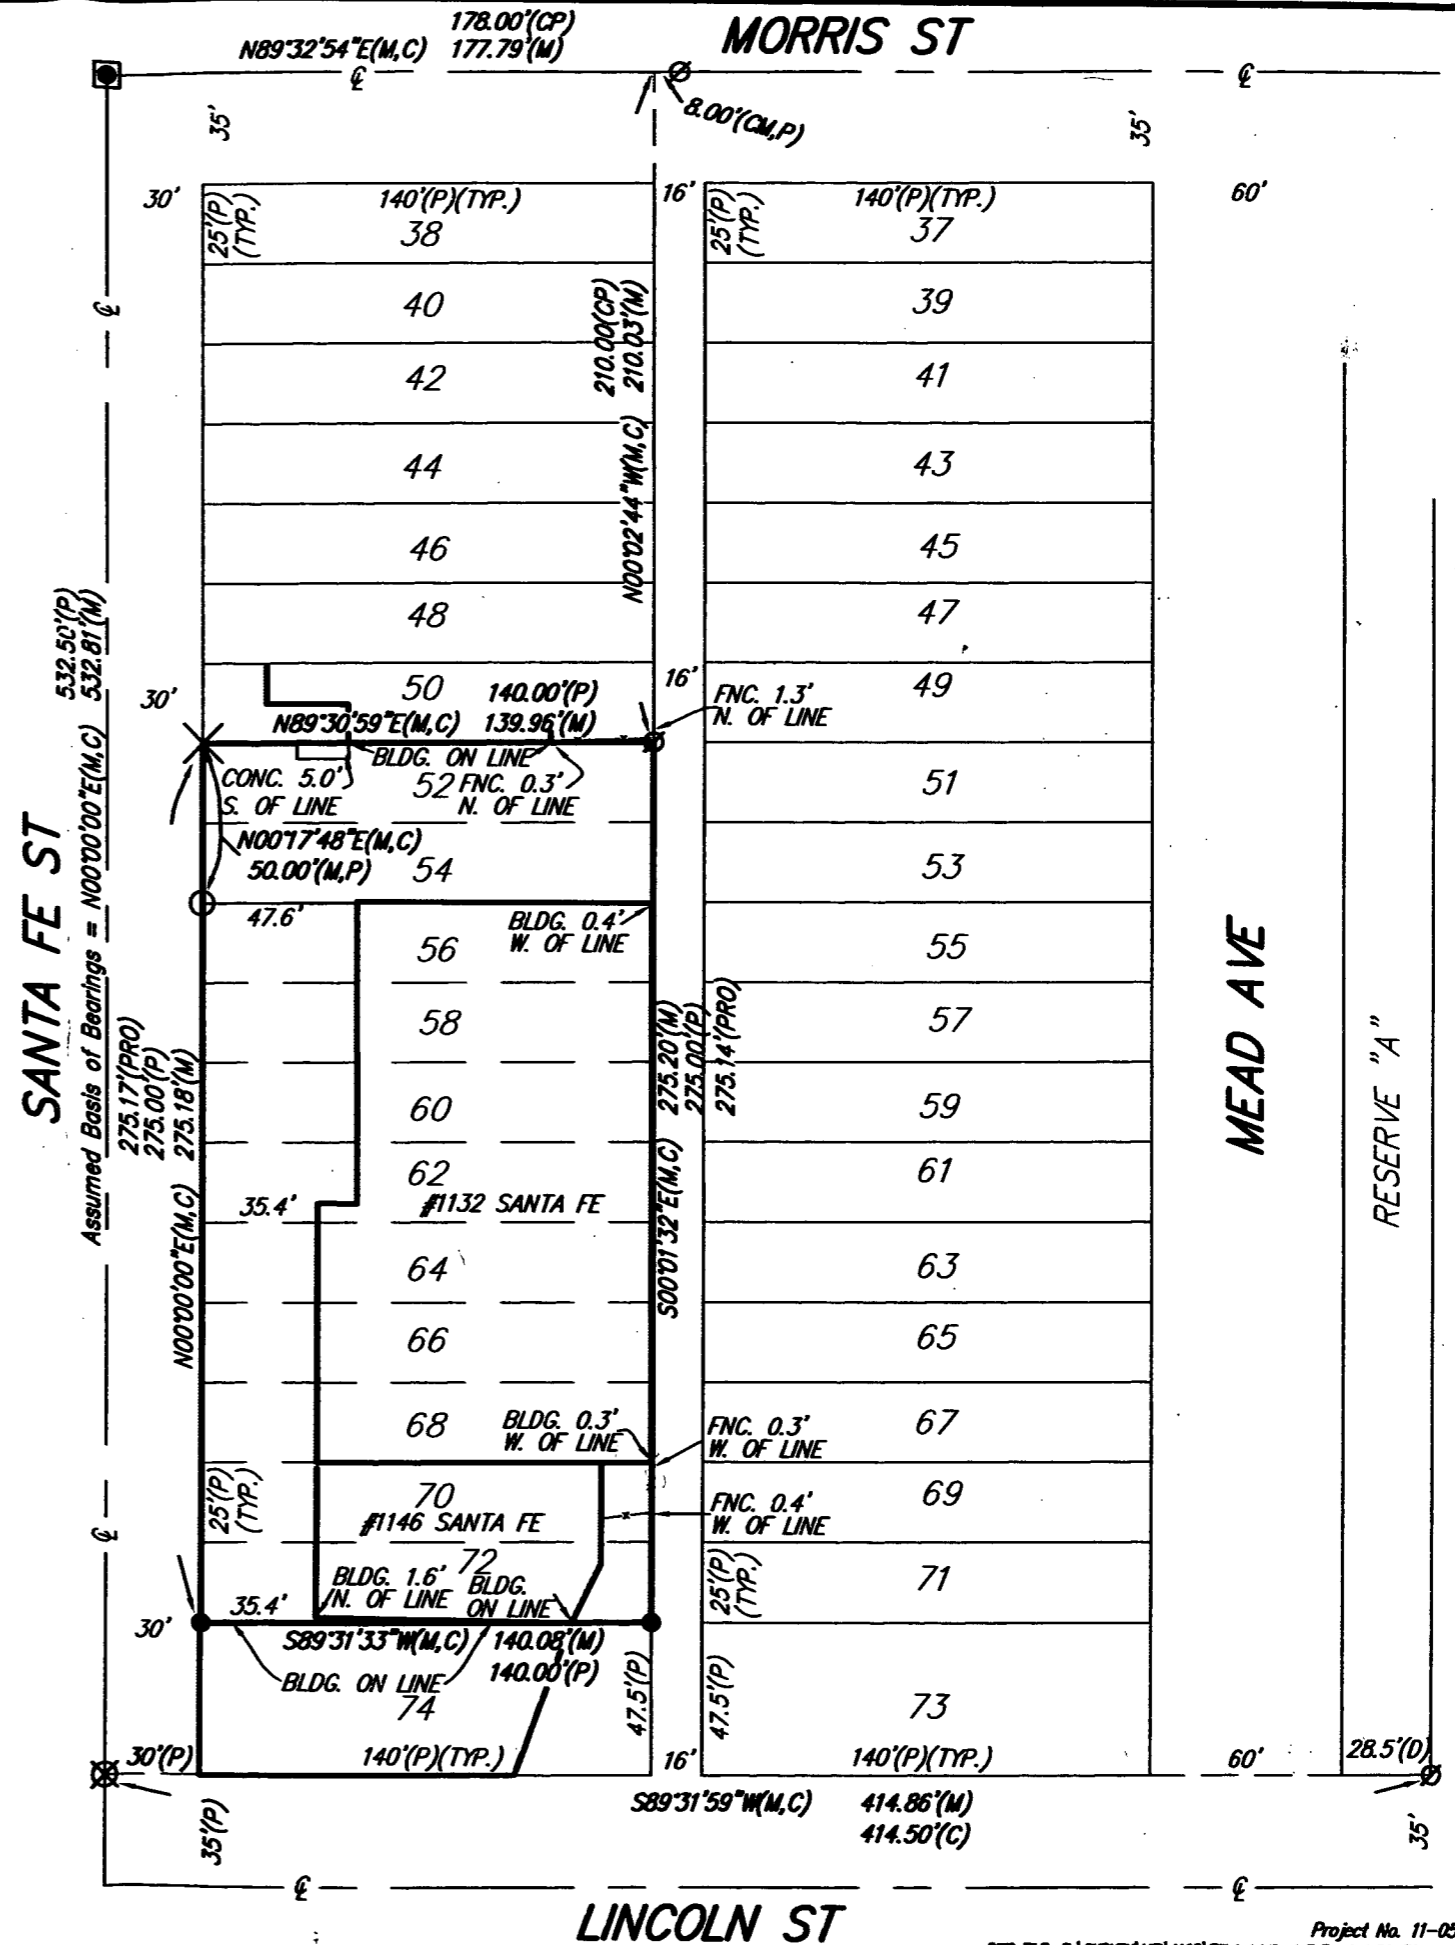 178.00'(CP)
N89°32'54"E(M,C) 177.79'(M)
MORRIS ST
℄
℄
8.00'(CM,P)
35'
35'
30'
25'(P)
(TYP.)
140'(P)(TYP.)
38
16'
25'(P)
(TYP.)
140'(P)(TYP.)
37
60'
40
39
℄
210.00(CP)
210.03'(M)
42
41
44
43
N00°02'44"W(M,C)
46
45
48
47
532.50'(P)
Assumed Basis of Bearings = N00°00'00"E(M,C) 532.81'(M)
SANTA FE ST
30'
50
140.00'(P)
N89°30'59"E(M,C) 139.96'(M)
16'
FNC. 1.3'
N. OF LINE
49
BLDG. ON LINE
CONC. 5.0'
S. OF LINE
52
FNC. 0.3'
N. OF LINE
51
N00°17'48"E(M,C)
50.00'(M,P)
54
53
47.6'
BLDG. 0.4'
W. OF LINE
56
55
58
57
275.17'(PRO)
275.00'(P)
275.18'(M)
N00°00'00"E(M,C)
275.20'(M)
275.00'(P)
275.14'(PRO)
S00°01'32"E(M,C)
60
59
62
61
35.4'
#1132 SANTA FE
64
63
66
65
68
BLDG. 0.3'
W. OF LINE
FNC. 0.3'
W. OF LINE
67
MEAD AVE
RESERVE "A"
25'(P)
(TYP.)
70
#1146 SANTA FE
FNC. 0.4'
W. OF LINE
69
℄
72
BLDG. 1.6'
N. OF LINE
BLDG.
ON LINE
25'(P)
(TYP.)
71
30'
35.4'
S89°31'33"W(M,C) 140.08'(M)
140.00'(P)
BLDG. ON LINE
74
47.5'(P)
47.5'(P)
73
30'(P)
140'(P)(TYP.)
16'
140'(P)(TYP.)
60'
28.5'(D)
S89°31'59"W(M,C) 414.86'(M)
414.50'(C)
35'(P)
35'
℄
℄
LINCOLN ST
Project No. 11-05